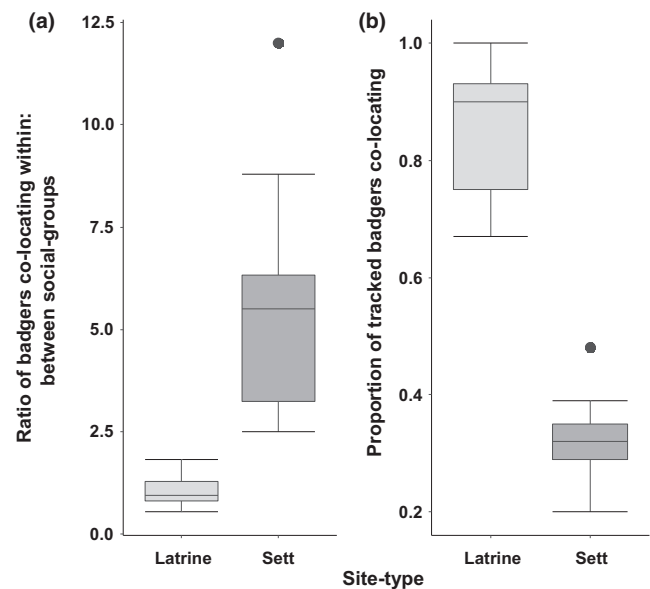 (a)
Ratio of badgers co-locating within:
between social-groups
12.5
10.0
7.5
5.0
2.5
0.0
Latrine
Sett
(b)
Proportion of tracked badgers co-locating
1.0
0.8
0.6
0.4
0.2
Latrine
Sett
Site-type